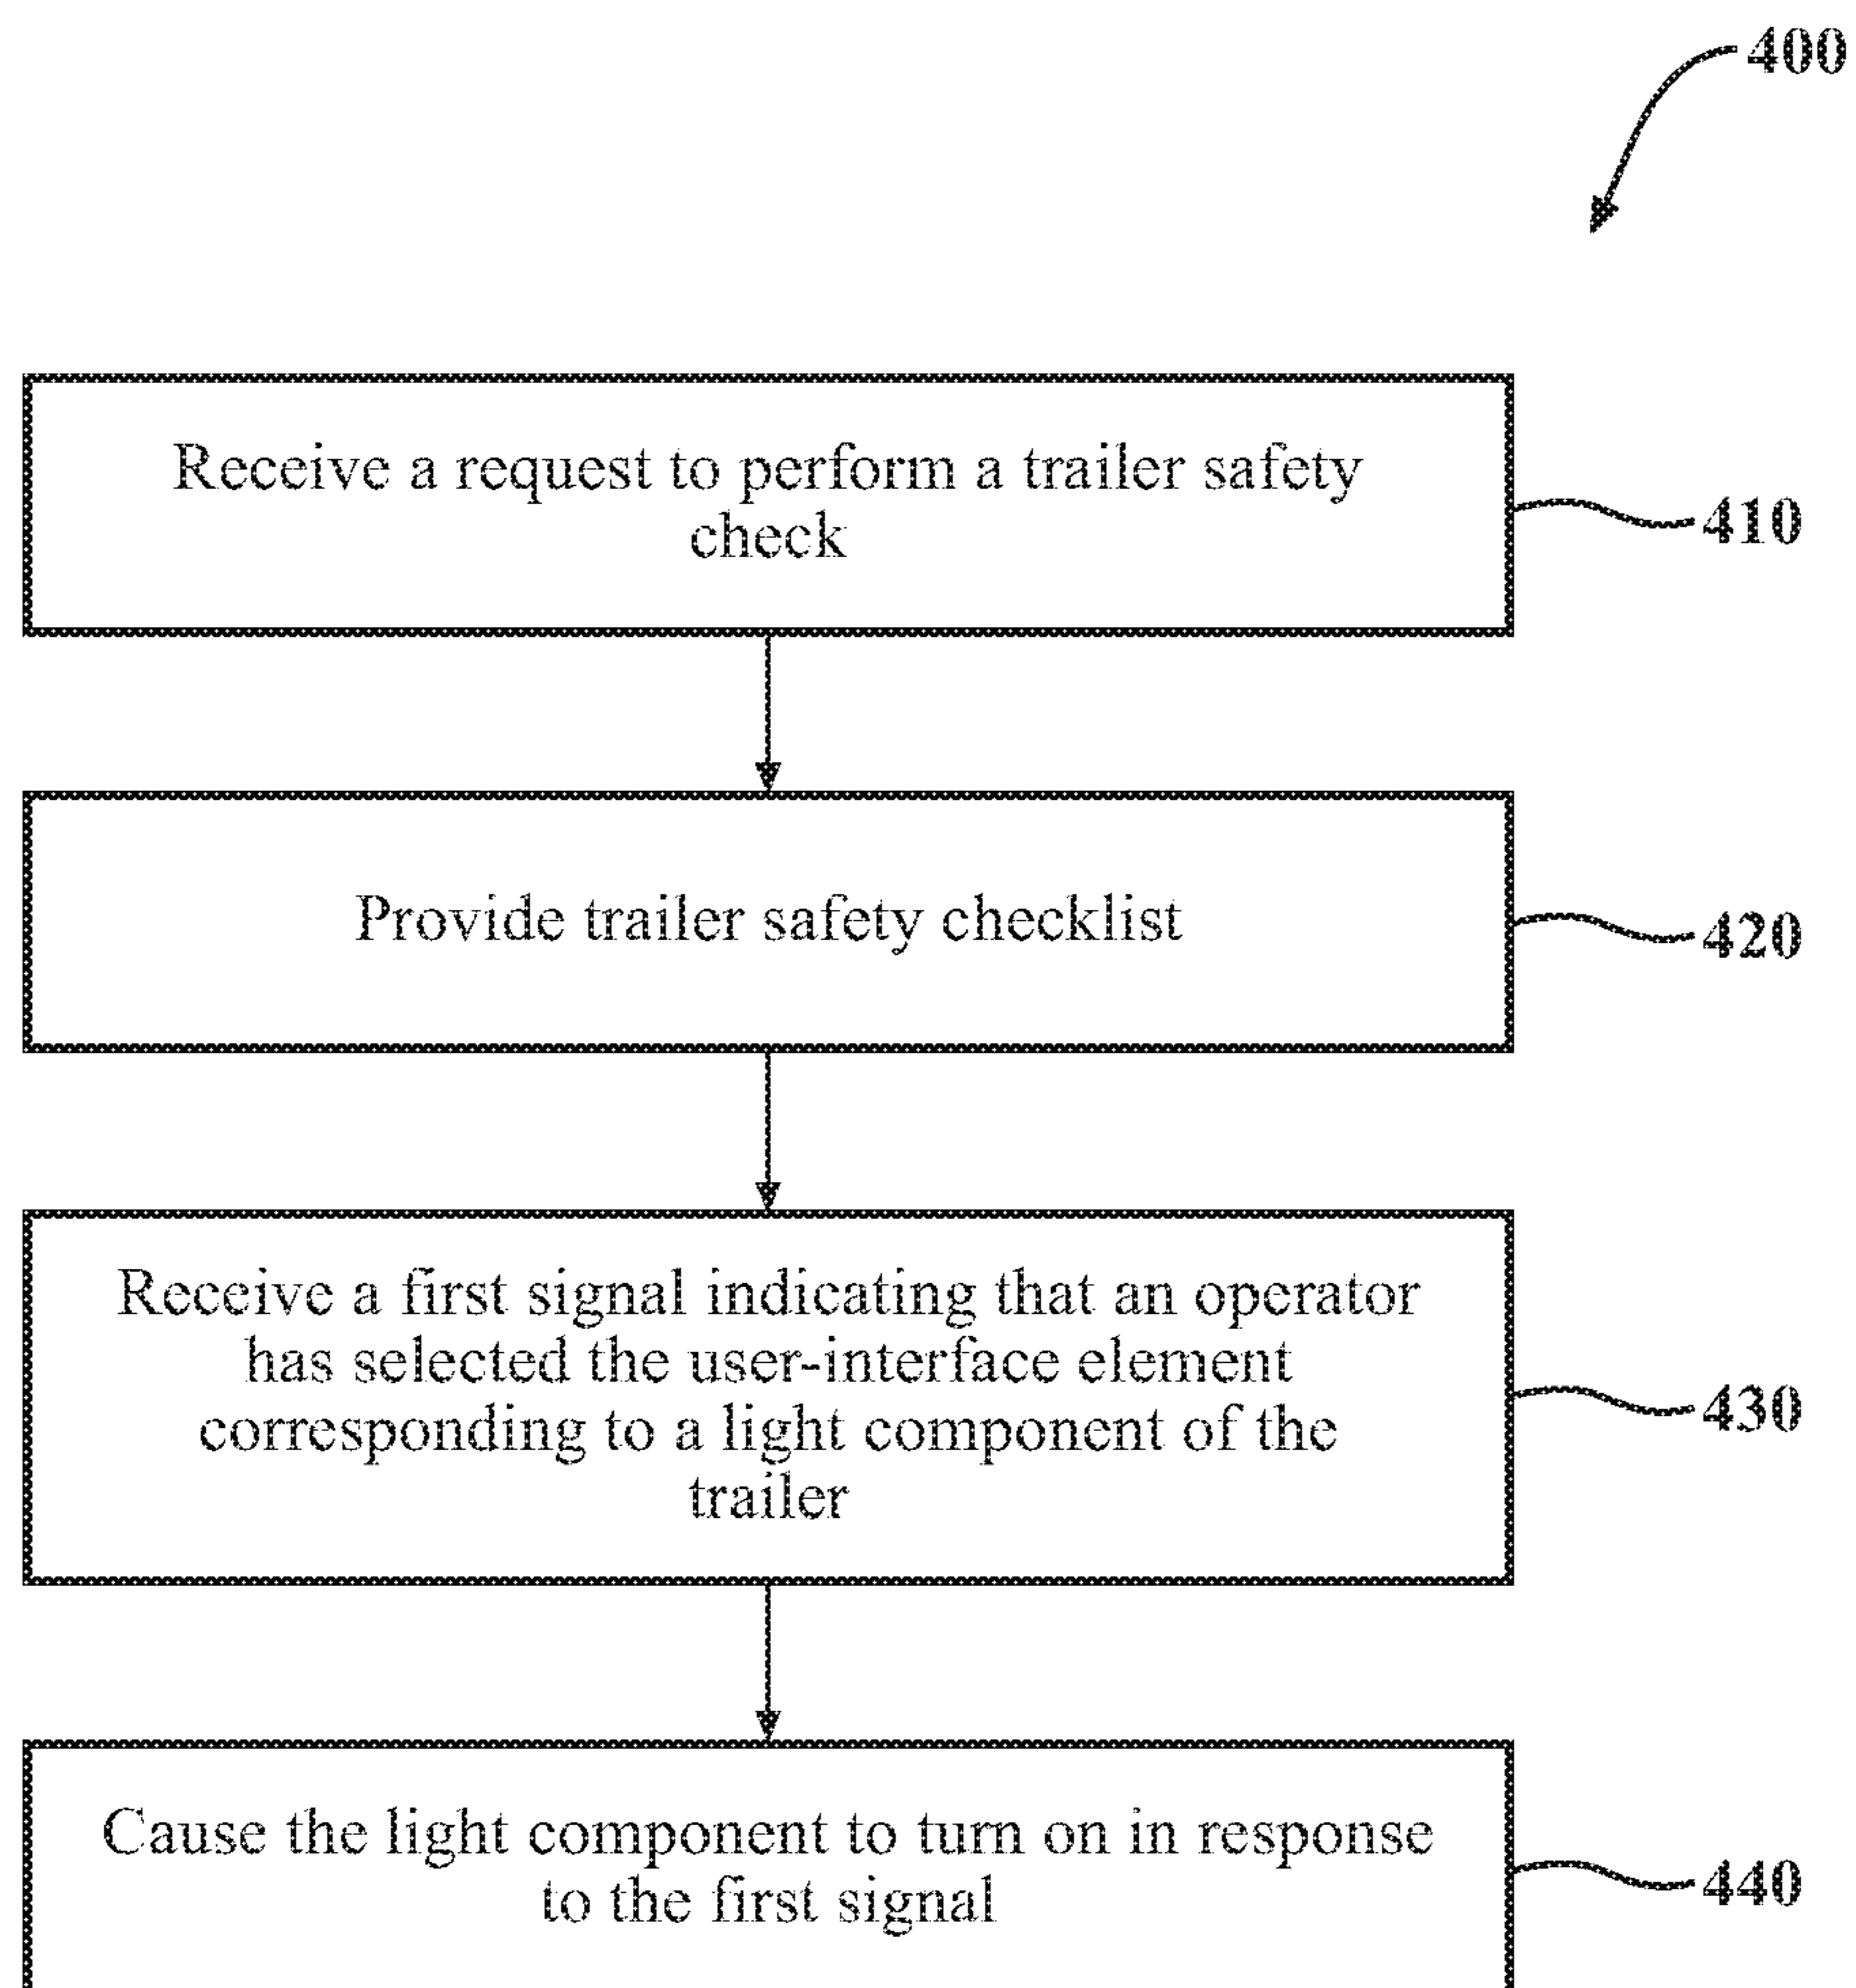 400
Receive a request to perform a trailer safety
check
410
Provide trailer safety checklist
420
Receive a first signal indicating that an operator
has selected the user-interface element
corresponding to a light component of the
trailer
430
Cause the light component to turn on in response
to the first signal
440